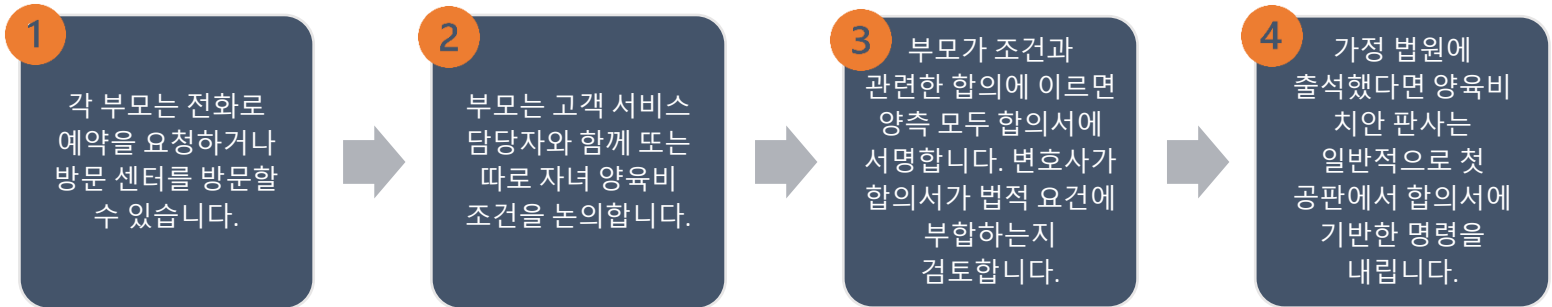 1
각 부모는 전화로
예약을 요청하거나
방문 센터를 방문할
수 있습니다.
2
부모는 고객 서비스
담당자와 함께 또는
따로 자녀 양육비
조건을 논의합니다.
3
부모가 조건과
관련한 합의에 이르면
양측 모두 합의서에
서명합니다. 변호사가
합의서가 법적 요건에
부합하는지
검토합니다.
4
가정 법원에
출석했다면 양육비
치안 판사는
일반적으로 첫
공판에서 합의서에
기반한 명령을
내립니다.